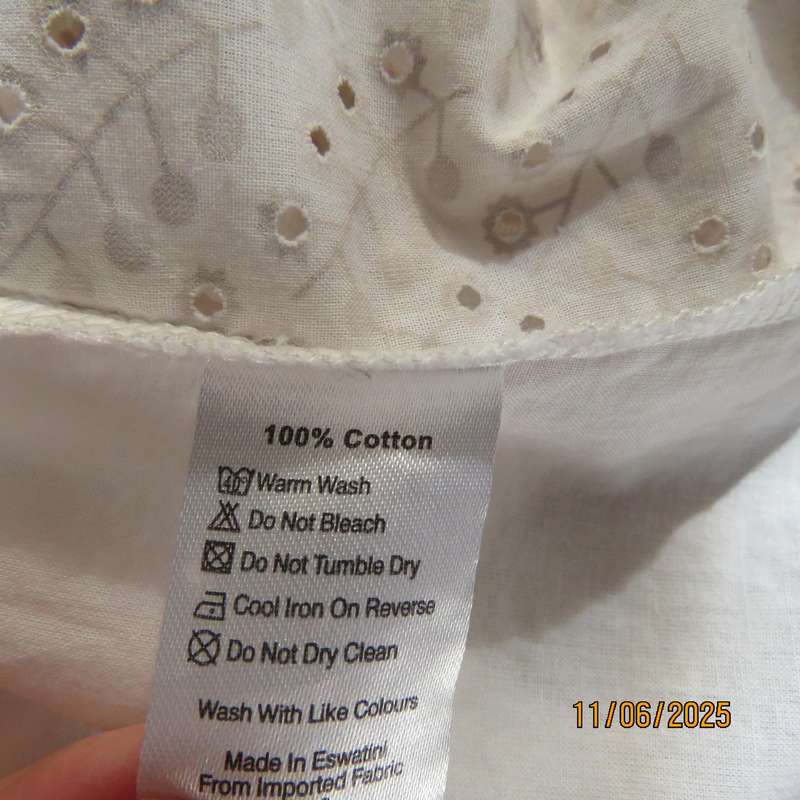 100% Cotton
40° Warm Wash
Do Not Bleach
Do Not Tumble Dry
Cool Iron On Reverse
Do Not Dry Clean
Wash With Like Colours
Made In Eswatini
From Imported Fabric
11/06/2025